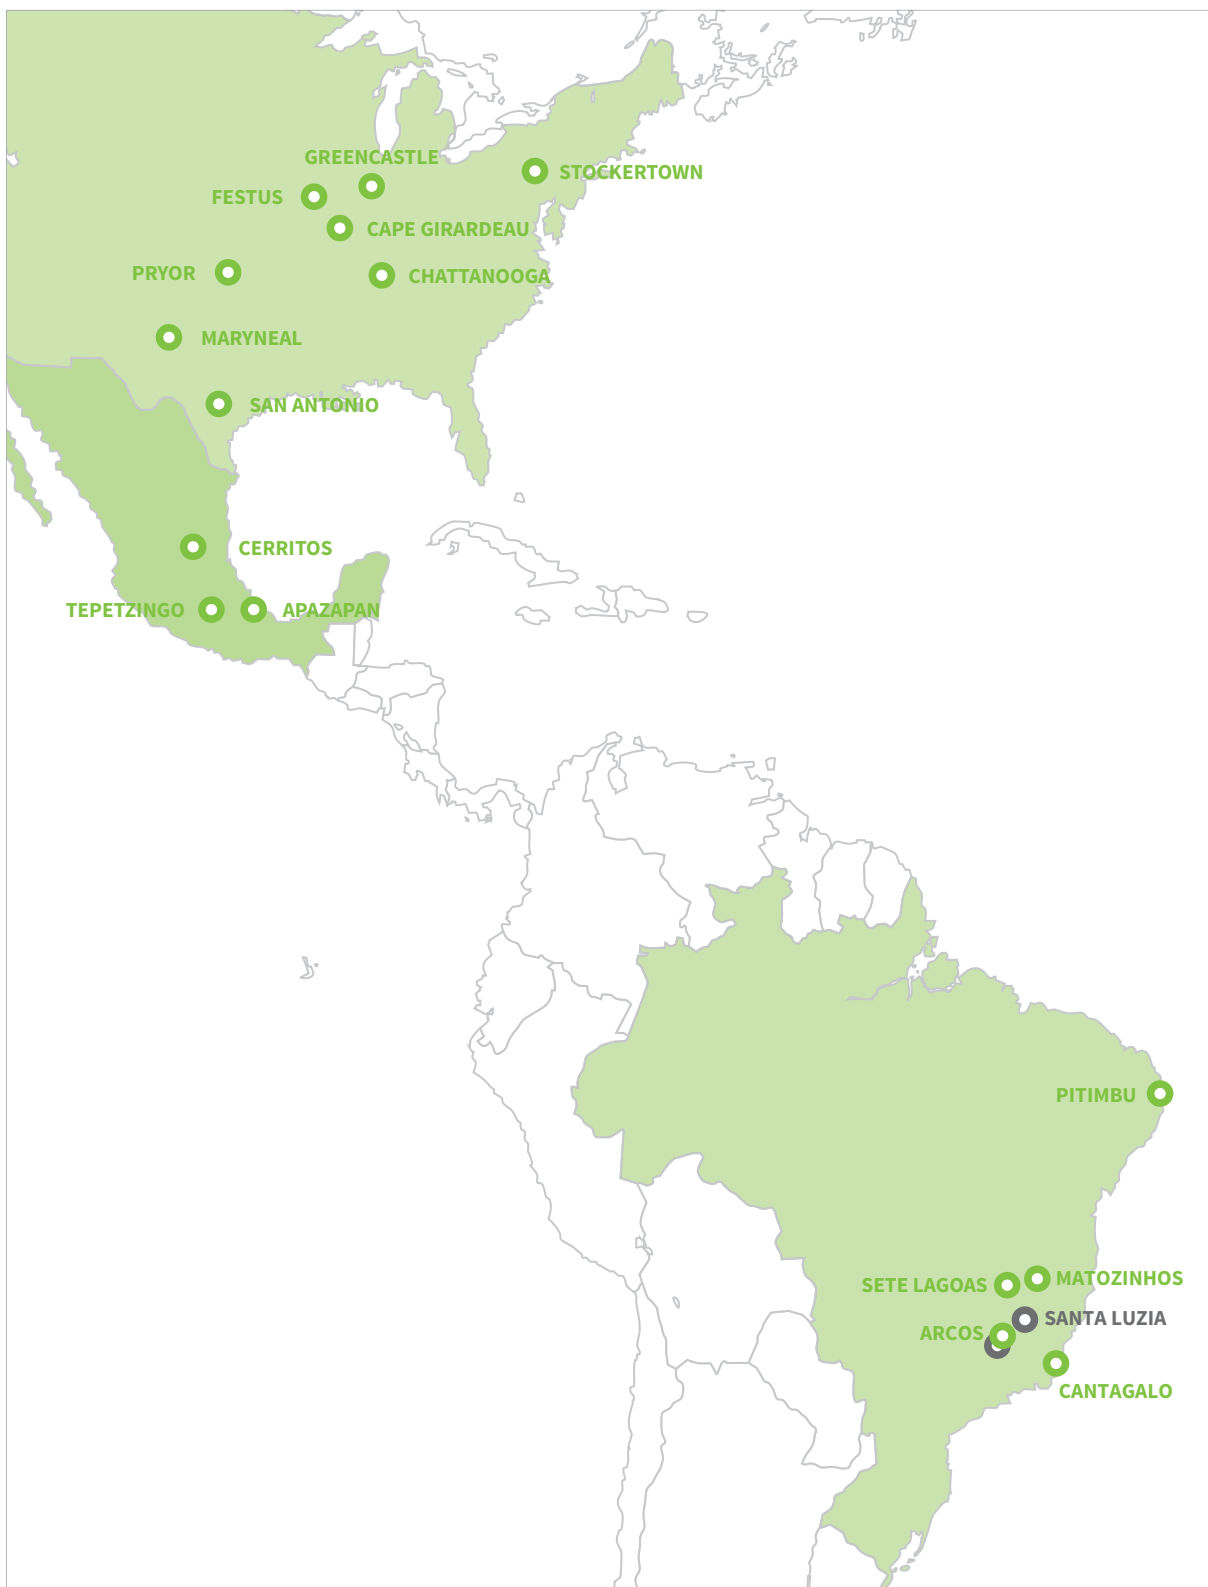 GREENCASTLE
STOCKERTOWN
FESTUS
CAPE GIRARDEAU
PRYOR
CHATTANOOGA
MARYNEAL
SAN ANTONIO
CERRITOS
TEPETZINGO
APAZAPAN
PITIMBU
SETE LAGOAS
MATOZINHOS
SANTA LUZIA
ARCOS
CANTAGALO